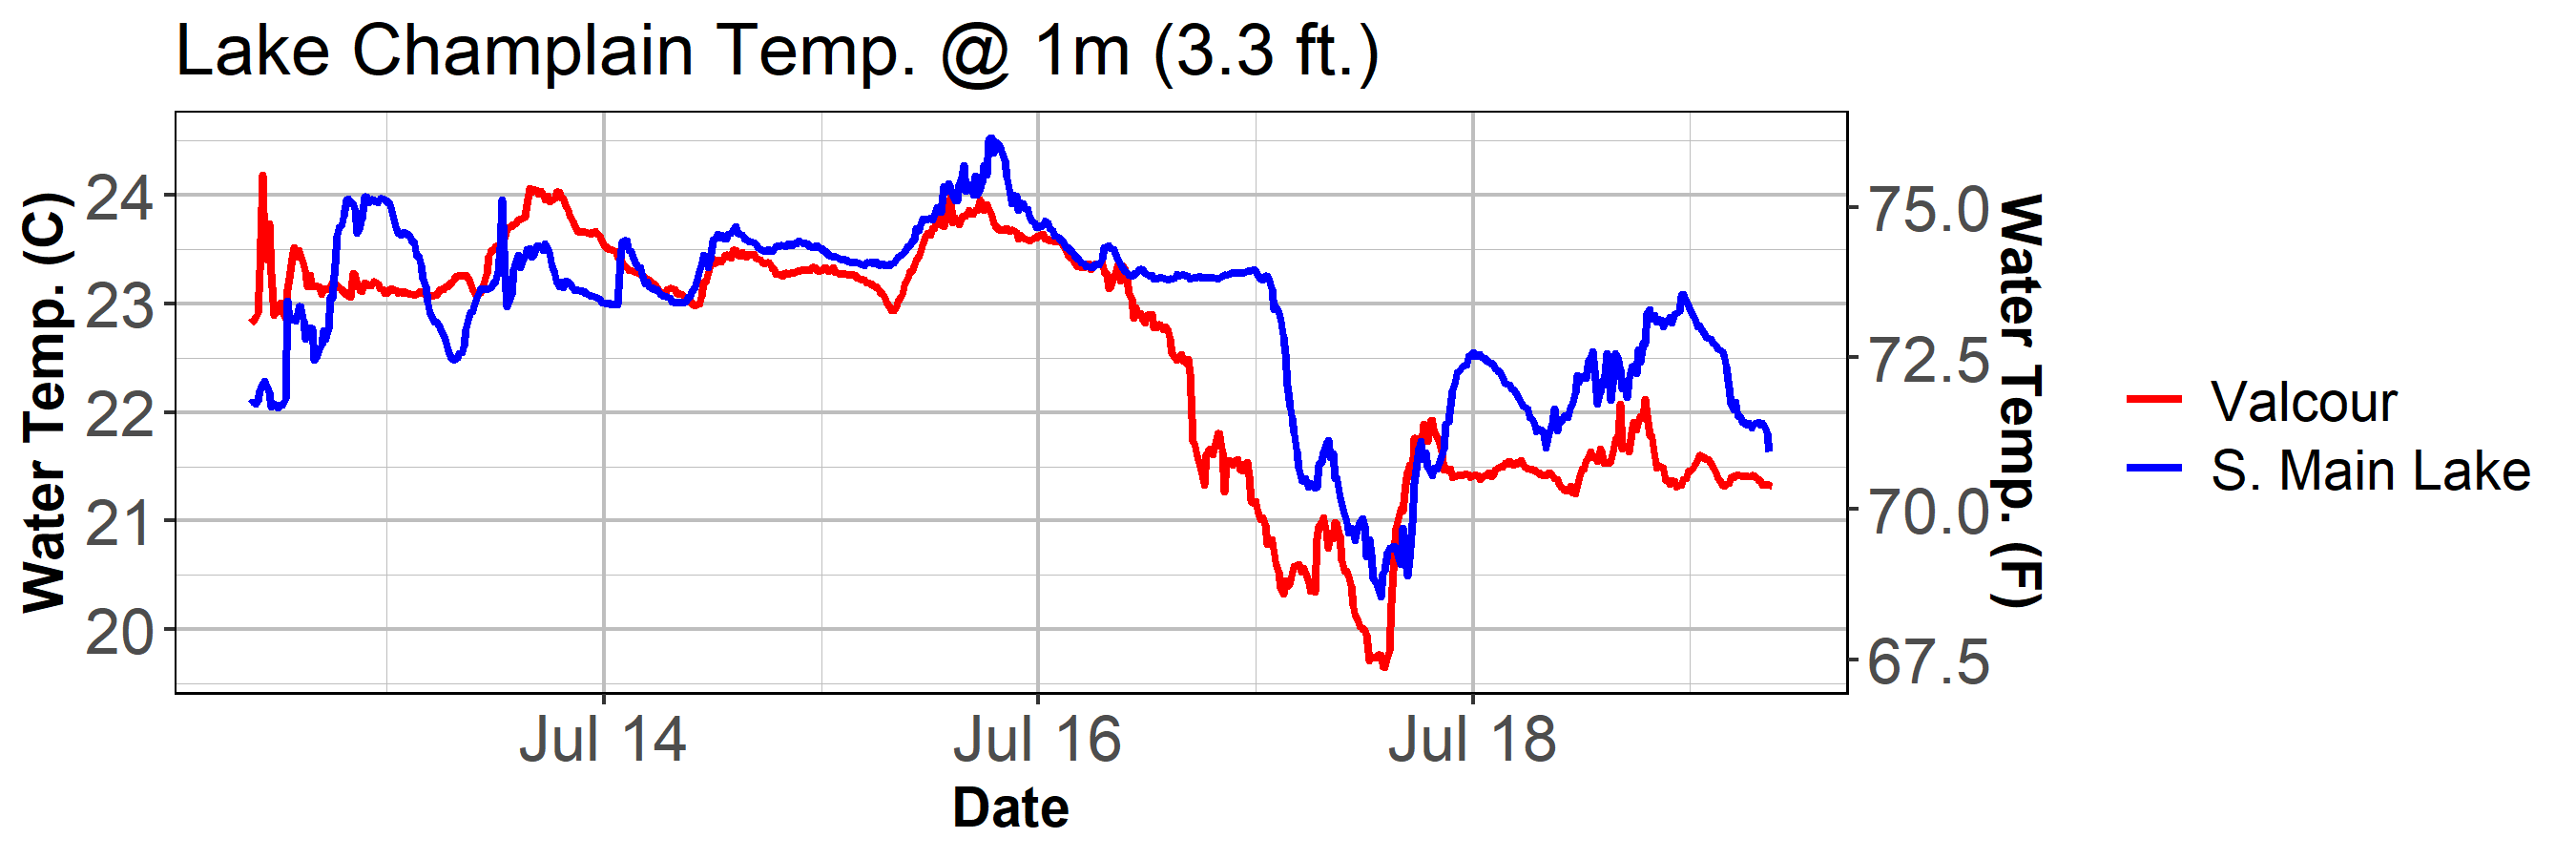 Lake Champlain Temp. @ 1m (3.3 ft.)
Water Temp. (C)
24
23
22
21
20
75.0
72.5
70.0
67.5
Water Temp. (F)
Jul 14
Jul 16
Jul 18
Date
Valcour
S. Main Lake